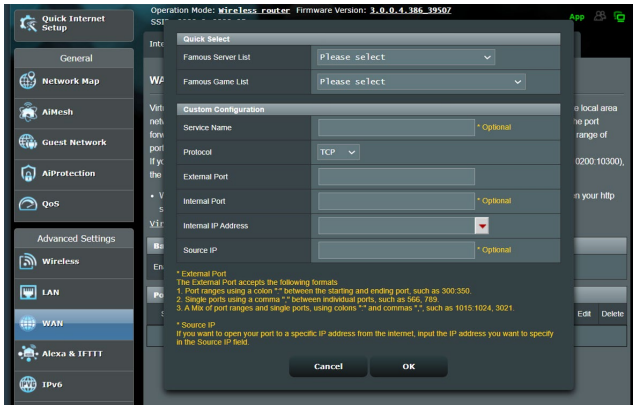 Quick Internet
Setup
General
Network Map
AiMesh
Guest Network
AiProtection
QoS
Advanced Settings
Wireless
LAN
WAN
Alexa & IFTTT
IPv6
Operation Mode: Wireless router Firmware Version: 3.0.0.4.386_39507
App
Quick Select
Famous Server List Please select
Famous Game List Please select
Custom Configuration
Service Name * Optional
Protocol TCP
External Port
Internal Port * Optional
Internal IP Address
Source IP * Optional
* External Port
The External Port accepts the following formats
1. Port ranges using a colon ":" between the starting and ending port, such as 300:350.
2. Single ports using a comma "," between individual ports, such as 566, 789.
3. A Mix of port ranges and single ports, using colons ":" and commas ",", such as 1015:1024, 3021.
* Source IP
If you want to open your port to a specific IP address from the internet, input the IP address you want to specify
in the Source IP field.
Cancel OK
local area
range of
0200:10300),
your http
Edit Delete